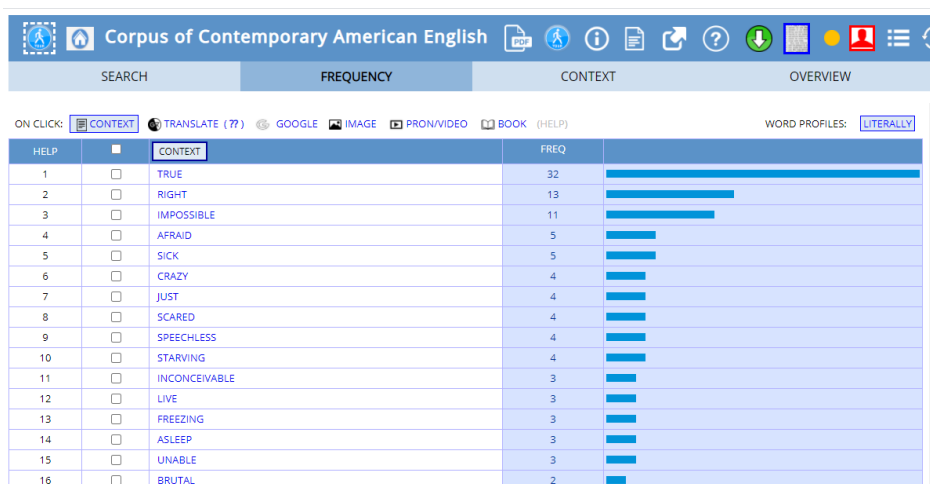 Corpus of Contemporary American English PDF
SEARCH FREQUENCY CONTEXT OVERVIEW
ON CLICK: CONTEXT TRANSLATE (??) GOOGLE IMAGE PRON/VIDEO BOOK (HELP) WORD PROFILES: LITERALLY
HELP CONTEXT FREQ
1 TRUE 32
2 RIGHT 13
3 IMPOSSIBLE 11
4 AFRAID 5
5 SICK 5
6 CRAZY 4
7 JUST 4
8 SCARED 4
9 SPEECHLESS 4
10 STARVING 4
11 INCONCEIVABLE 3
12 LIVE 3
13 FREEZING 3
14 ASLEEP 3
15 UNABLE 3
16 BRUTAL 2